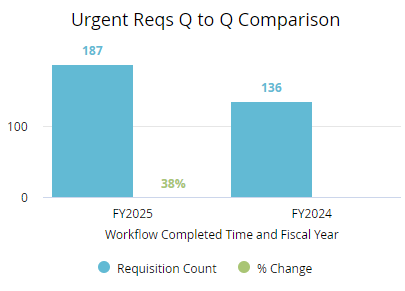 Urgent Reqs Q to Q Comparison
187
136
100
38%
0
FY2025 FY2024
Workflow Completed Time and Fiscal Year
Requisition Count % Change